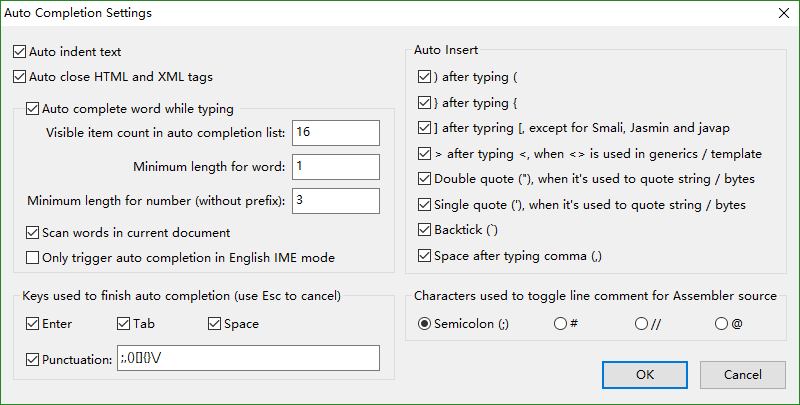 Auto Completion Settings
Auto indent text
Auto close HTML and XML tags
Auto complete word while typing
Visible item count in auto completion list: 16
Minimum length for word: 1
Minimum length for number (without prefix): 3
Scan words in current document
Only trigger auto completion in English IME mode
Keys used to finish auto completion (use Esc to cancel)
Enter Tab Space
Punctuation: ;,()[]{}\/
Auto Insert
) after typing (
} after typing {
] after typring [, except for Smali, Jasmin and javap
> after typing <, when <> is used in generics / template
Double quote ("), when it's used to quote string / bytes
Single quote ('), when it's used to quote string / bytes
Backtick (`)
Space after typing comma (,)
Characters used to toggle line comment for Assembler source
Semicolon (;) # // @
OK Cancel